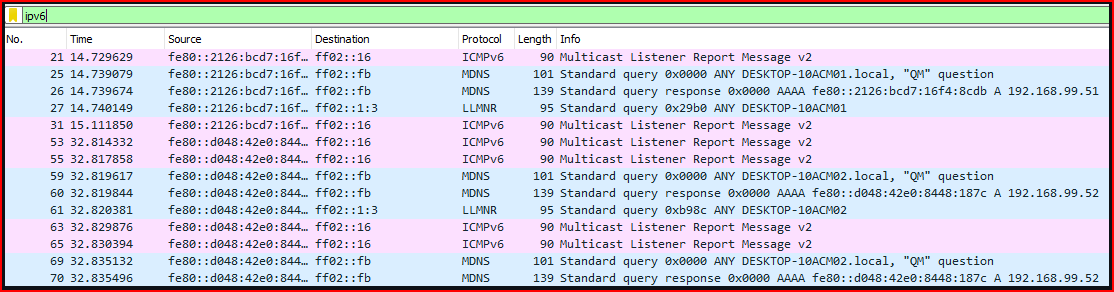 ipv6
No. Time Source Destination Protocol Length Info
21 14.729629 fe80::2126:bcd7:16f… ff02::16 ICMPv6 90 Multicast Listener Report Message v2
25 14.739079 fe80::2126:bcd7:16f… ff02::fb MDNS 101 Standard query 0x0000 ANY DESKTOP-10ACM01.local, "QM" question
26 14.739674 fe80::2126:bcd7:16f… ff02::fb MDNS 139 Standard query response 0x0000 AAAA fe80::2126:bcd7:16f4:8cdb A 192.168.99.51
27 14.740149 fe80::2126:bcd7:16f… ff02::1:3 LLMNR 95 Standard query 0x29b0 ANY DESKTOP-10ACM01
31 15.111850 fe80::2126:bcd7:16f… ff02::16 ICMPv6 90 Multicast Listener Report Message v2
53 32.814332 fe80::d048:42e0:844… ff02::16 ICMPv6 90 Multicast Listener Report Message v2
55 32.817858 fe80::d048:42e0:844… ff02::16 ICMPv6 90 Multicast Listener Report Message v2
59 32.819617 fe80::d048:42e0:844… ff02::fb MDNS 101 Standard query 0x0000 ANY DESKTOP-10ACM02.local, "QM" question
60 32.819844 fe80::d048:42e0:844… ff02::fb MDNS 139 Standard query response 0x0000 AAAA fe80::d048:42e0:8448:187c A 192.168.99.52
61 32.820381 fe80::d048:42e0:844… ff02::1:3 LLMNR 95 Standard query 0xb98c ANY DESKTOP-10ACM02
63 32.829876 fe80::d048:42e0:844… ff02::16 ICMPv6 90 Multicast Listener Report Message v2
65 32.830394 fe80::d048:42e0:844… ff02::16 ICMPv6 90 Multicast Listener Report Message v2
69 32.835132 fe80::d048:42e0:844… ff02::fb MDNS 101 Standard query 0x0000 ANY DESKTOP-10ACM02.local, "QM" question
70 32.835496 fe80::d048:42e0:844… ff02::fb MDNS 139 Standard query response 0x0000 AAAA fe80::d048:42e0:8448:187c A 192.168.99.52